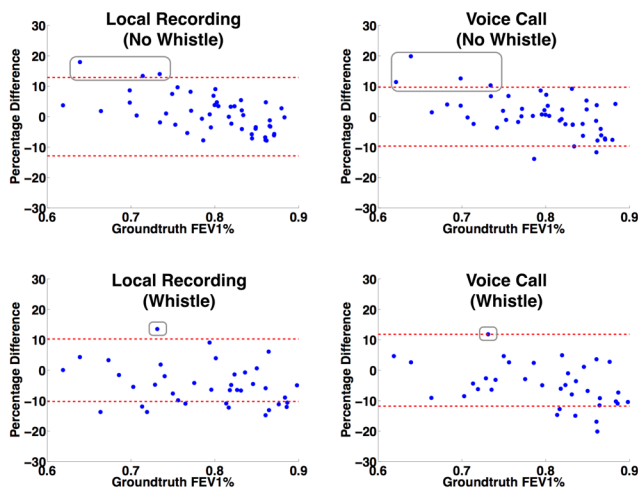 Local Recording
(No Whistle)
Percentage Difference
30
20
10
0
−10
−20
−30
0.6
0.7
0.8
0.9
Groundtruth FEV1%
Voice Call
(No Whistle)
Percentage Difference
30
20
10
0
−10
−20
−30
0.6
0.7
0.8
0.9
Groundtruth FEV1%
Local Recording
(Whistle)
Percentage Difference
30
20
10
0
−10
−20
−30
0.6
0.7
0.8
0.9
Groundtruth FEV1%
Voice Call
(Whistle)
Percentage Difference
30
20
10
0
−10
−20
−30
0.6
0.7
0.8
0.9
Groundtruth FEV1%